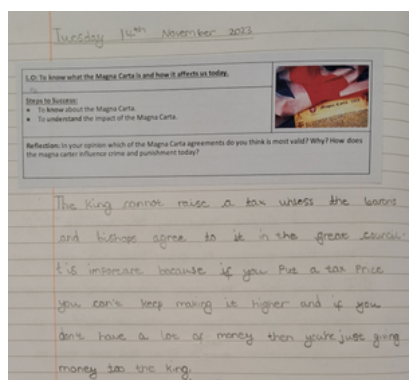 Tuesday 14th November 2023
L.O: To know what the Magna Carta is and how it affects us today.
Steps to Success:
• To know about the Magna Carta.
• To understand the impact of the Magna Carta.
Reflection: In your opinion which of the Magna Carta agreements do you think is most valid? Why? How does
the magna carter influence crime and punishment today?
The King cannot raise a tax unless the barons
and bishops agree to it in the great council.
t is important because if you Put a tax Price
you can't keep making it higher and if you
don't have a lot of money then you're just giving
money too the King.